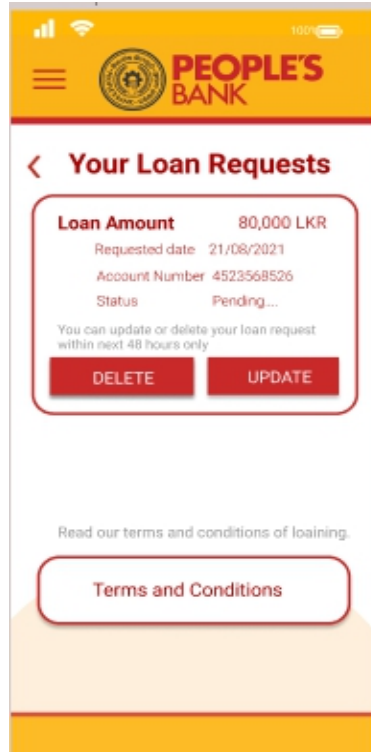 100%
PEOPLE'S
BANK
Your Loan Requests
Loan Amount 80,000 LKR
Requested date 21/08/2021
Account Number 4523568526
Status Pending....
You can update or delete your loan request
within next 48 hours only
DELETE UPDATE
Read our terms and conditions of loaining.
Terms and Conditions